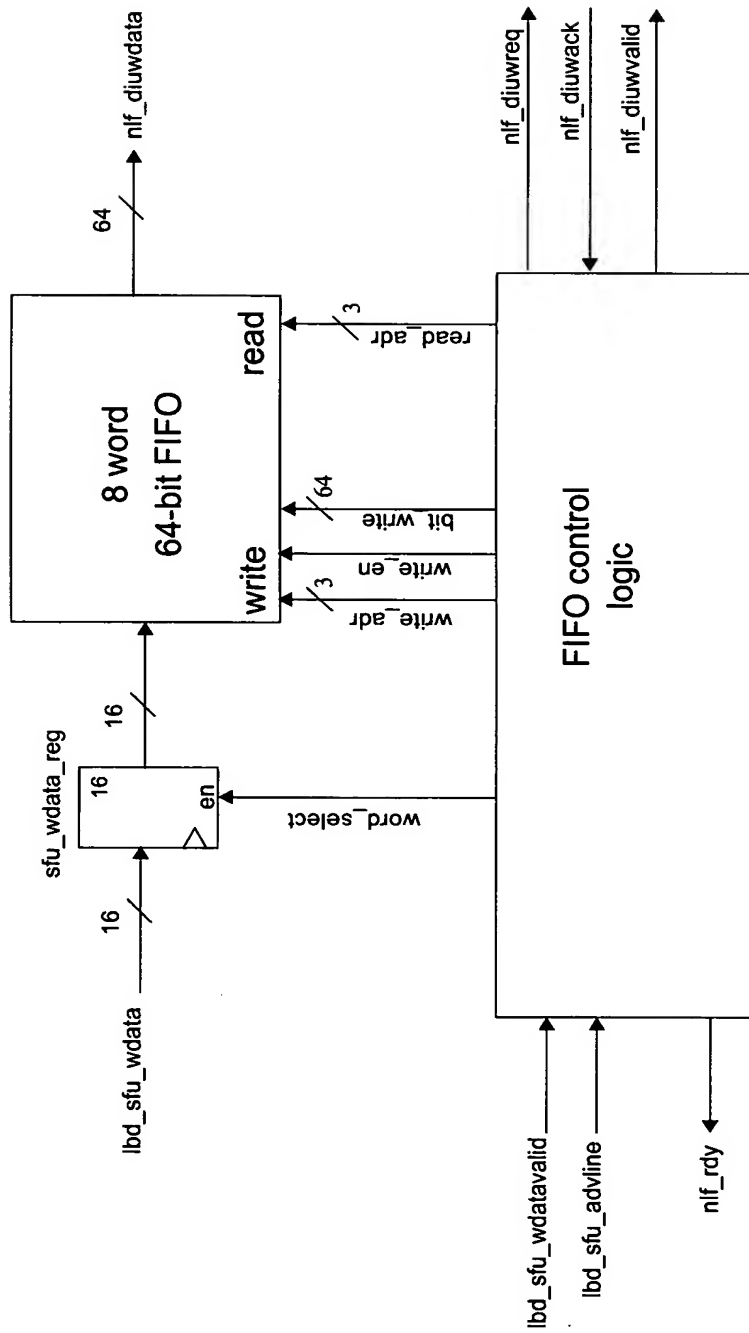 sfu_wdata_reg
lbd_sfu_wdata
16
16
en
16
8 word
64-bit FIFO
write
read
64
nlf_diuwdata
word_select
write_adr
3
write_en
bit_write
64
read_adr
3
lbd_sfu_wdatavalid
lbd_sfu_advline
nlf_rdy
FIFO control
logic
nlf_diuwreq
nlf_diuwack
nlf_diuwvalid